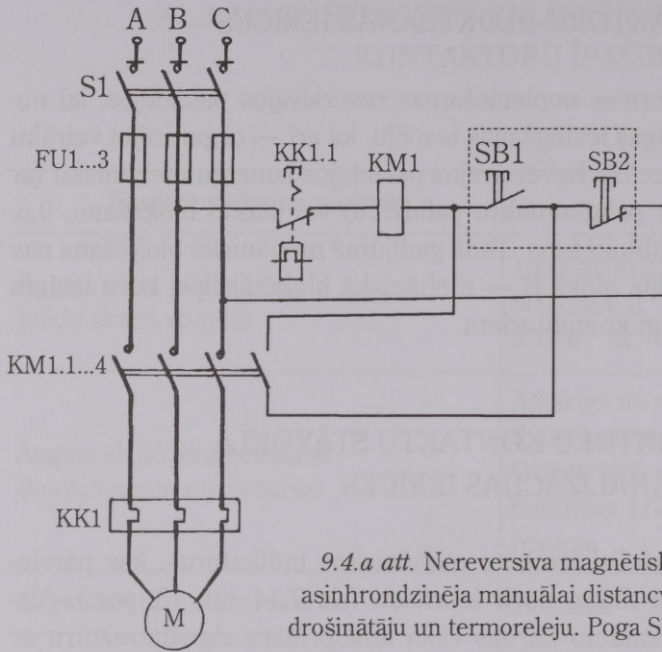 A B C
S1
FU1...3
KK1.1
KM1
SB1
SB2
KM1.1...4
KK1
M
9.4.a att. Nereversīva magnētisk
asinhrondzinēja manuālai distancv
drošinātāju un termoreleju. Poga S